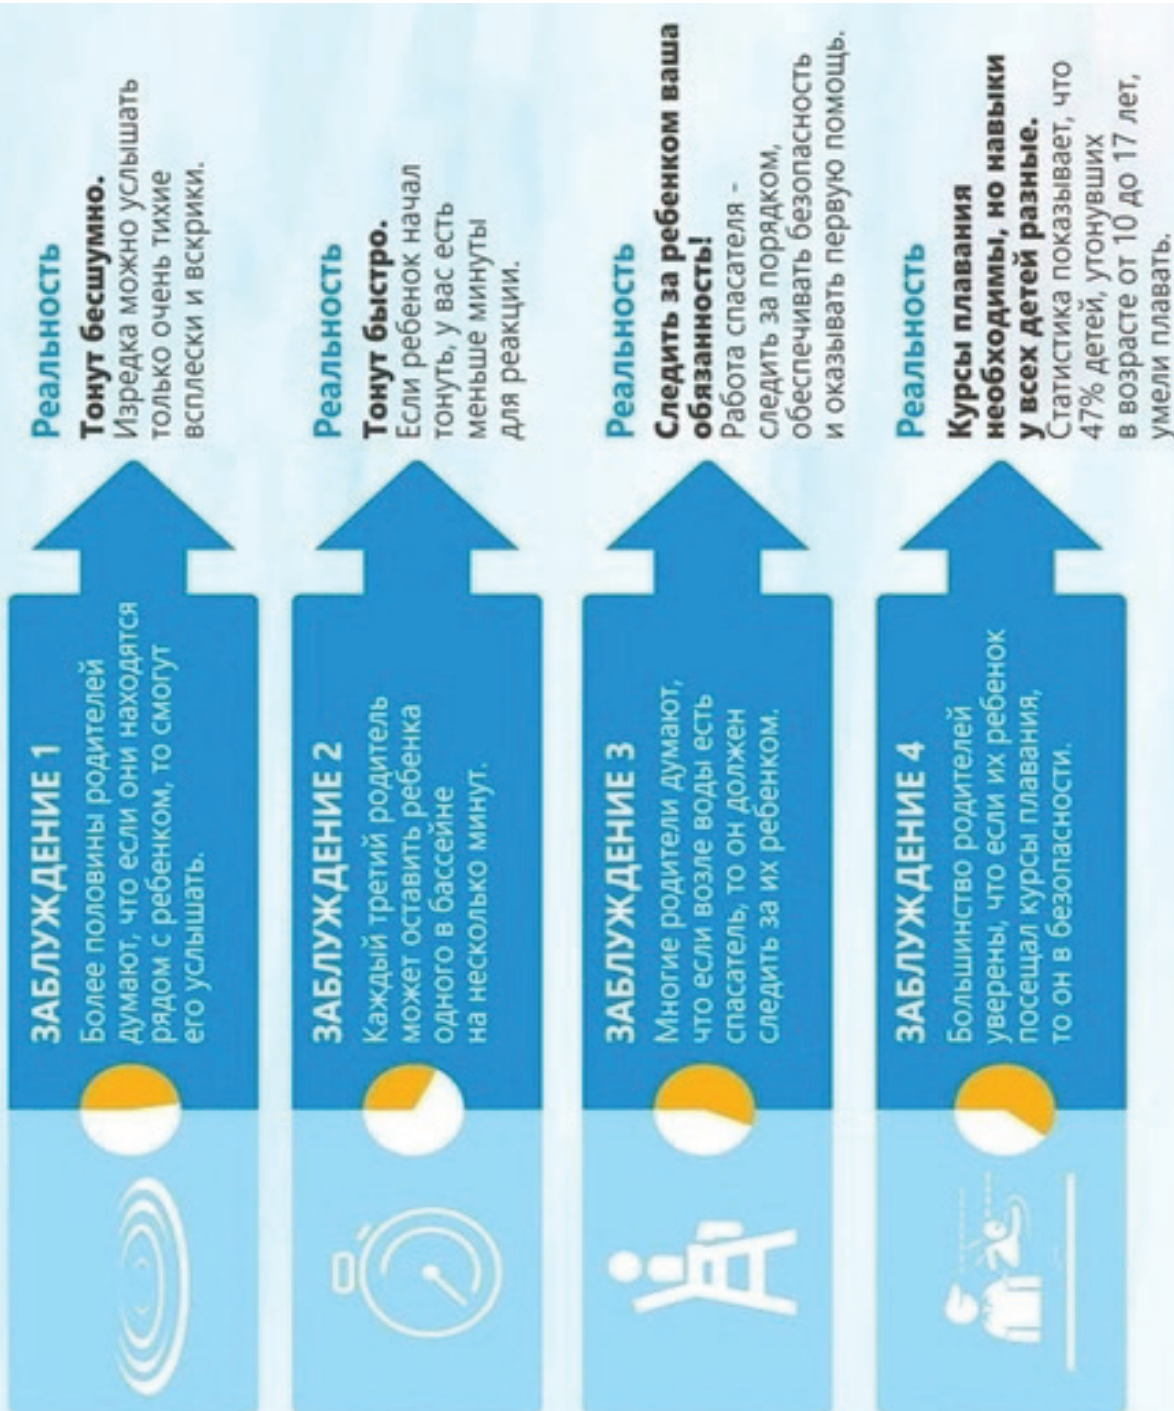 ЗАБЛУЖДЕНИЕ 1
Более половины родителей
думают, что если они находятся
рядом с ребенком, то смогут
его услышать.
Реальность
Тонут бесшумно.
Изредка можно услышать
только очень тихие
всплески и вскрики.
ЗАБЛУЖДЕНИЕ 2
Каждый третий родитель
может оставить ребенка
одного в бассейне
на несколько минут.
Реальность
Тонут быстро.
Если ребенок начал
тонуть, у вас есть
меньше минуты
для реакции.
ЗАБЛУЖДЕНИЕ 3
Многие родители думают,
что если возле воды есть
спасатель, то он должен
следить за их ребенком.
Реальность
Следить за ребенком ваша
обязанность!
Работа спасателя -
следить за порядком,
обеспечивать безопасность
и оказывать первую помощь.
ЗАБЛУЖДЕНИЕ 4
Большинство родителей
уверены, что если их ребенок
посещал курсы плавания,
то он в безопасности.
Реальность
Курсы плавания
необходимы, но навыки
у всех детей разные.
Статистика показывает, что
47% детей, утонувших
в возрасте от 10 до 17 лет,
умели плавать.